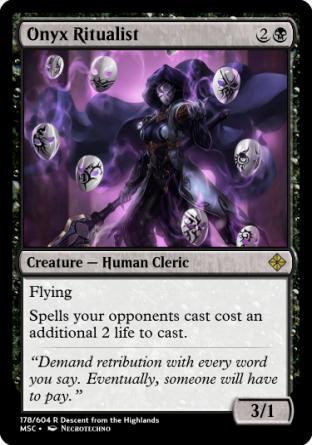 Onyx Ritualist 2
Creature — Human Cleric
Flying
Spells your opponents cast cost an
additional 2 life to cast.
“Demand retribution with every word
you say. Eventually, someone will have
to pay.”
3/1
178/604 R Descent from the Highlands
MSC • Necrotechno